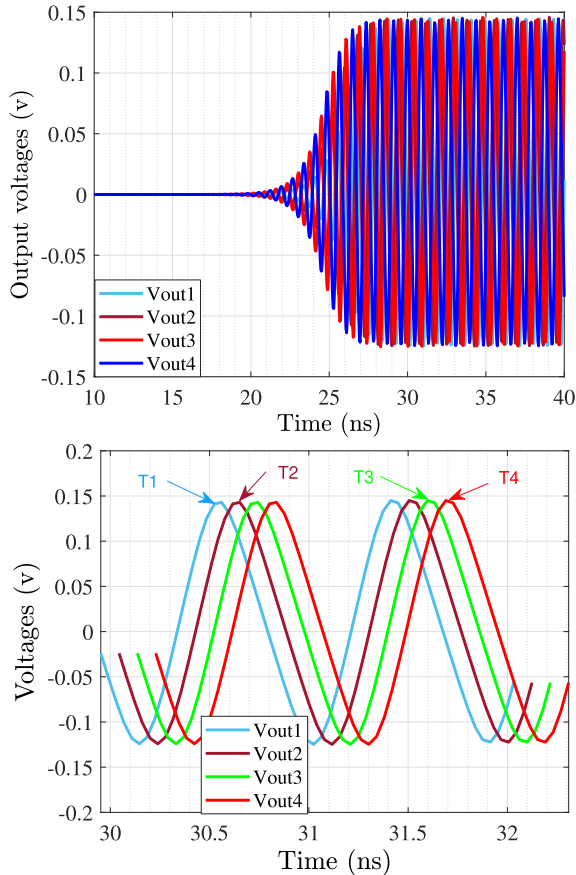 0.15
0.1
0.05
0
-0.05
-0.1
-0.15
Output voltages (v)
Vout1
Vout2
Vout3
Vout4
10 15 20 25 30 35 40
Time (ns)
0.2
0.15
0.1
0.05
0
-0.05
-0.1
-0.15
-0.2
Voltages (v)
T1
T2
T3
T4
Vout1
Vout2
Vout3
Vout4
30 30.5 31 31.5 32
Time (ns)